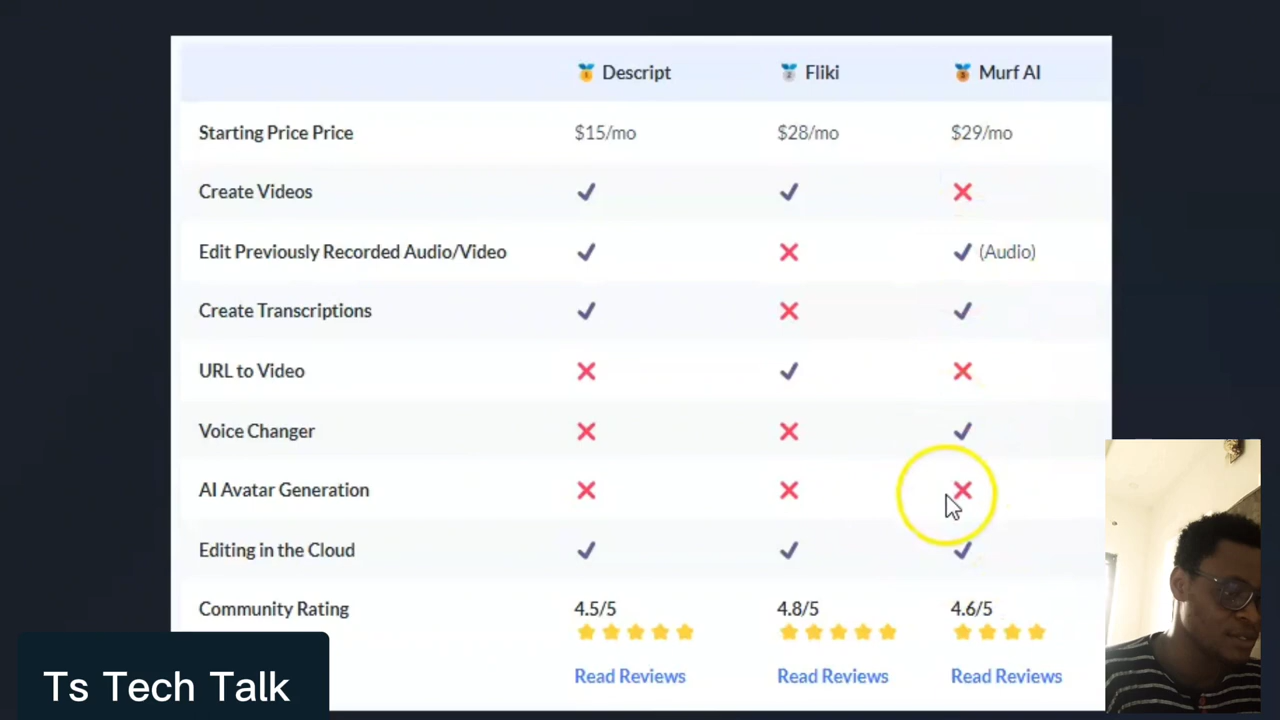 Descript Fliki Murf AI
Starting Price Price $15/mo $28/mo $29/mo
Create Videos
Edit Previously Recorded Audio/Video (Audio)
Create Transcriptions
URL to Video
Voice Changer
AI Avatar Generation
Editing in the Cloud
Community Rating 4.5/5 4.8/5 4.6/5
Read Reviews Read Reviews Read Reviews
Ts Tech Talk